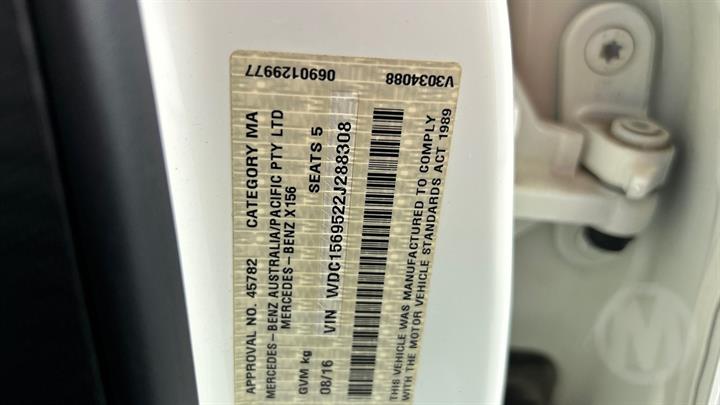 0690129977
V3034088
APPROVAL NO. 45782 CATEGORY MA
MERCEDES-BENZ AUSTRALIA/PACIFIC PTY LTD
MERCEDES-BENZ X156
GVM kg SEATS 5
08/16
VIN WDC1569522J288308
THIS VEHICLE WAS MANUFACTURED TO COMPLY
WITH THE MOTOR VEHICLE STANDARDS ACT 1989
M